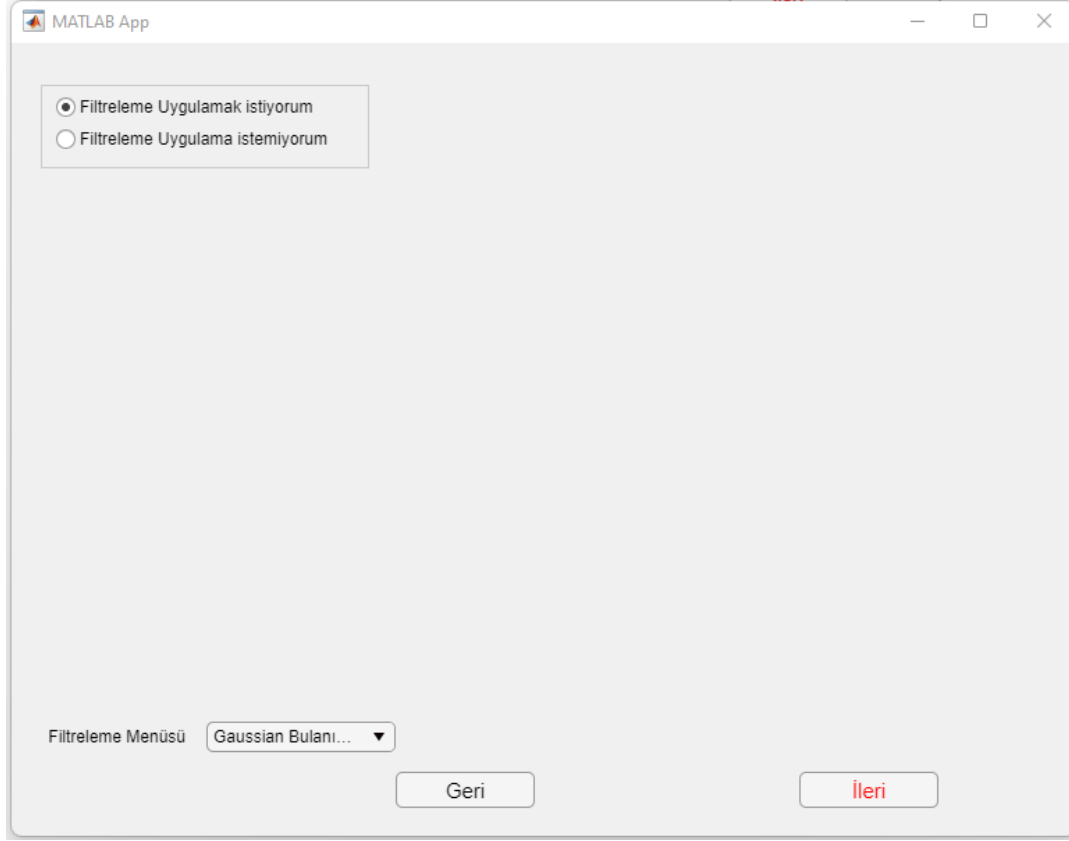 MATLAB App
Filtreleme Uygulamak istiyorum
Filtreleme Uygulama istemiyorum
Filtreleme Menüsü
Gaussian Bulanı...
Geri
İleri